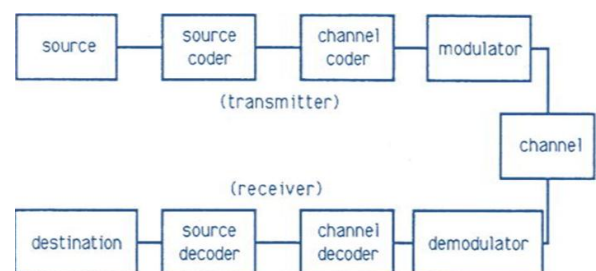 source
source
coder
channel
coder
modulator
(transmitter)
channel
(receiver)
destination
source
decoder
channel
decoder
demodulator